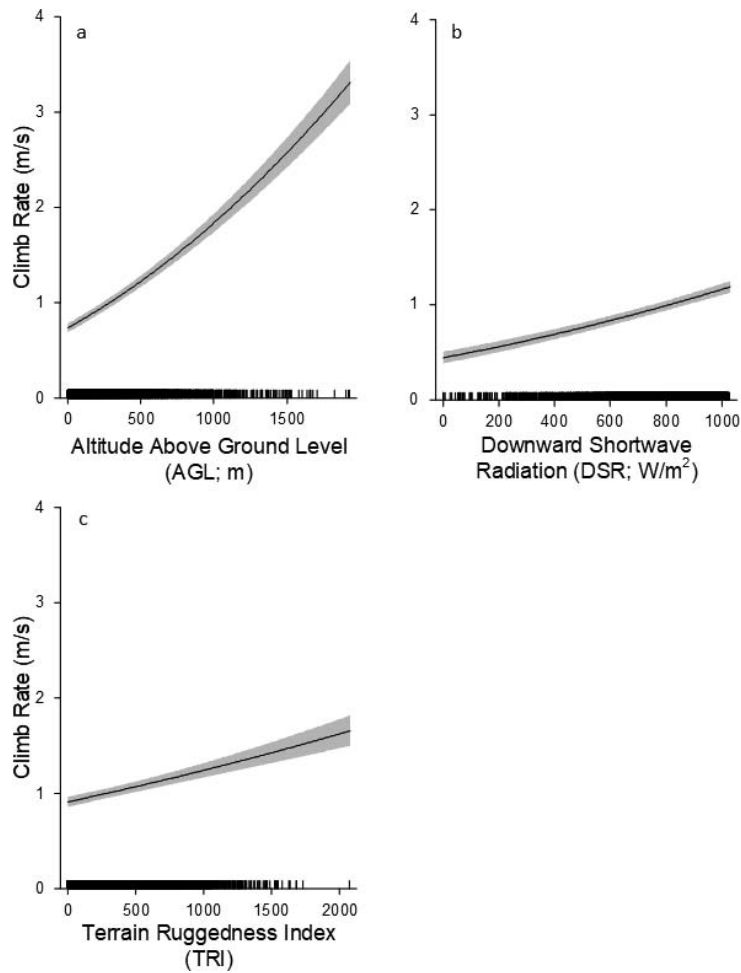 a
4
3
2
1
0
Climb Rate (m/s)
0 500 1000 1500
Altitude Above Ground Level
(AGL; m)
b
4
3
2
1
0
0 200 400 600 800 1000
Downward Shortwave
Radiation (DSR; W/m²)
c
4
3
2
1
0
Climb Rate (m/s)
0 500 1000 1500 2000
Terrain Ruggedness Index
(TRI)